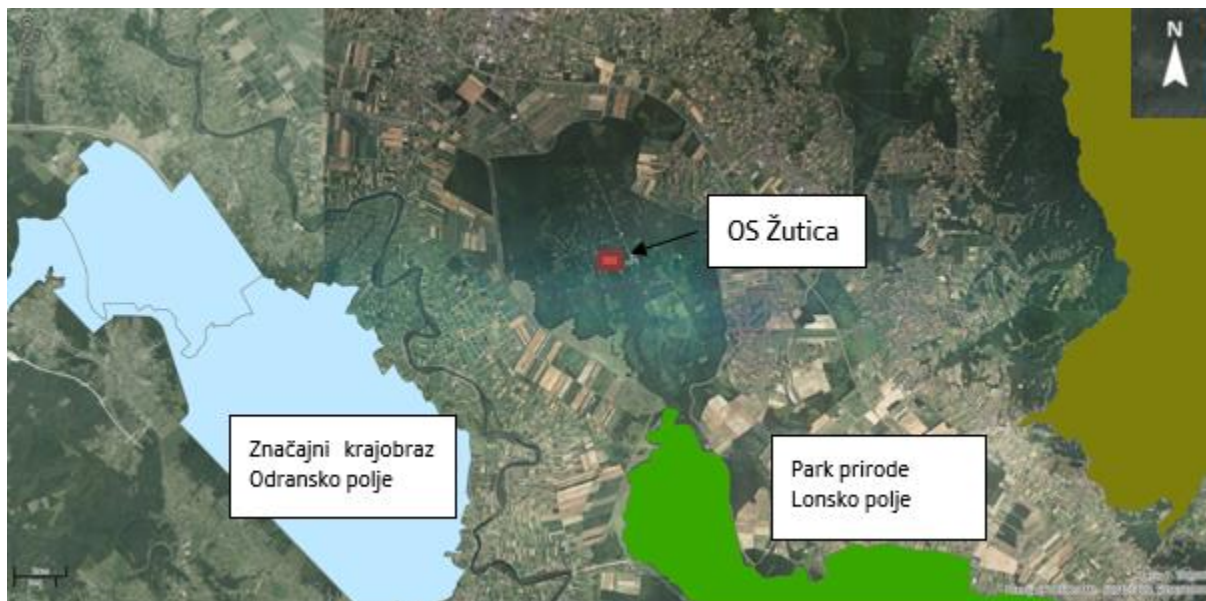 N
OS Žutica
Značajni krajobraz
Odransko polje
Park prirode
Lonsko polje